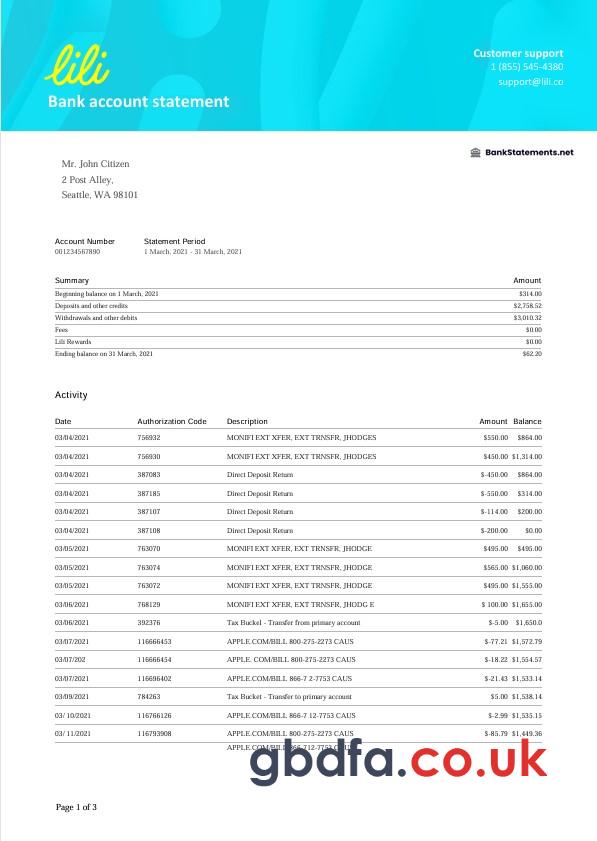 lili
Customer support
1 (855) 545-4380
support@lili.co
Bank account statement
BankStatements.net
Mr. John Citizen
2 Post Alley,
Seattle, WA 98101
Account Number Statement Period
001234567890 1 March, 2021 - 31 March, 2021
Summary Amount
Beginning balance on 1 March, 2021 $314.00
Deposits and other credits $2,758.52
Withdrawals and other debits $3,010.32
Fees $0.00
Lili Rewards $0.00
Ending balance on 31 March, 2021 $62.20
Activity
Date Authorization Code Description Amount Balance
03/04/2021 756932 MONIFI EXT XFER, EXT TRNSFR, JHODGES $550.00 $864.00
03/04/2021 756930 MONIFI EXT XFER, EXT TRNSFR, JHODGES $450.00 $1,314.00
03/04/2021 387083 Direct Deposit Return $-450.00 $864.00
03/04/2021 387185 Direct Deposit Return $-550.00 $314.00
03/04/2021 387107 Direct Deposit Return $-114.00 $200.00
03/04/2021 387108 Direct Deposit Return $-200.00 $0.00
03/05/2021 763070 MONIFI EXT XFER, EXT TRNSFR, JHODGE $495.00 $495.00
03/05/2021 763074 MONIFI EXT XFER, EXT TRNSFR, JHODGE $565.00 $1,060.00
03/05/2021 763072 MONIFI EXT XFER, EXT TRNSFR, JHODGE $495.00 $1,555.00
03/06/2021 768129 MONIFI EXT XFER, EXT TRNSFR, JHODG E $ 100.00 $1,655.00
03/06/2021 392376 Tax Bucket - Transfer from primary account $-5.00 $1,650.0
03/07/2021 116666453 APPLE.COM/BILL 800-275-2273 CAUS $-77.21 $1,572.79
03/07/202 116666454 APPLE, COM/BILL 800-275-2273 CAUS $-18.22 $1,554.57
03/07/2021 116696402 APPLE.COM/BILL 866-7 2-7753 CAUS $-21.43 $1,533.14
03/09/2021 784263 Tax Bucket - Transfer to primary account $5.00 $1,538.14
03/ 10/2021 116766126 APPLE.COM/BILL 866-7 12-7753 CAUS $-2.99 $1,535.15
03/ 11/2021 116793908 APPLE.COM/BILL 800-275-2273 CAUS $-85.79 $1,449.36
APPLE.COM/BILL 866-712-7753 CAUS
gbdfa.co.uk
Page 1 of 3